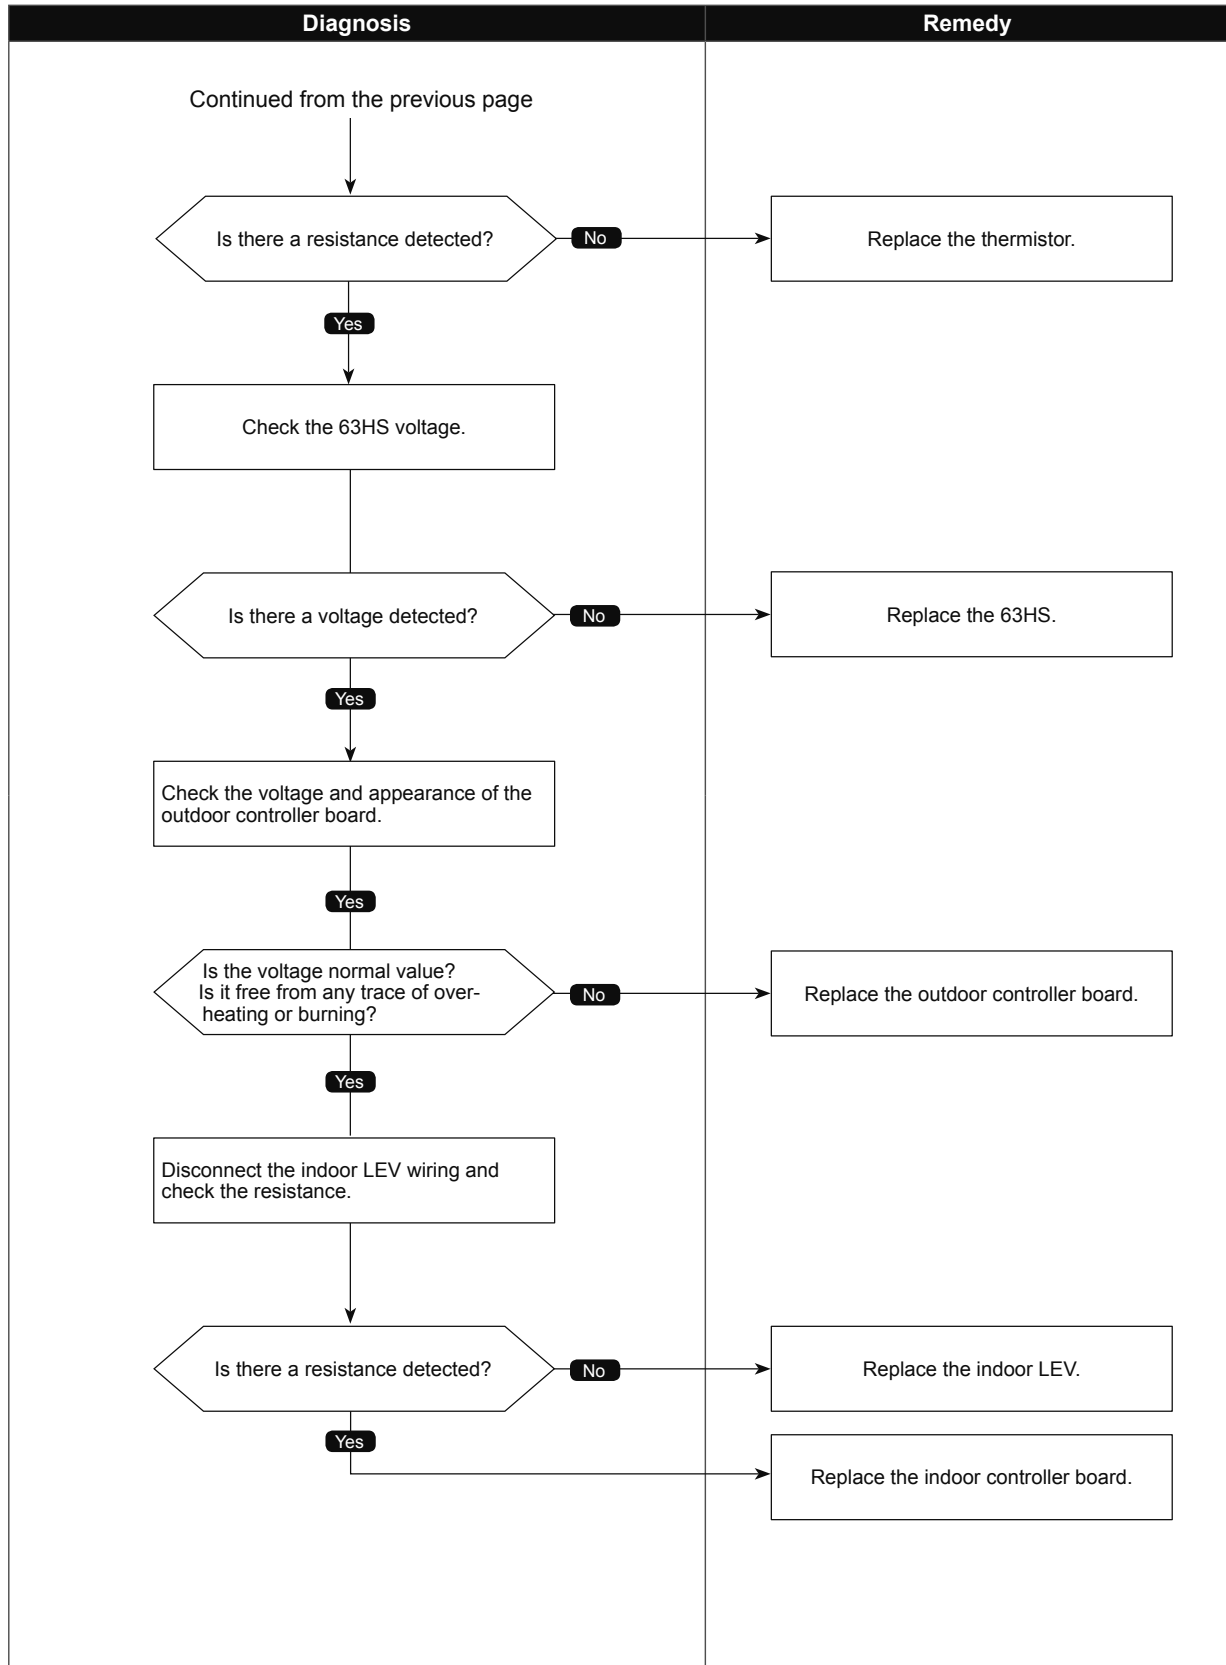 Diagnosis
Remedy
Continued from the previous page
Is there a resistance detected?
No
Replace the thermistor.
Yes
Check the 63HS voltage.
Is there a voltage detected?
No
Replace the 63HS.
Yes
Check the voltage and appearance of the
outdoor controller board.
Yes
Is the voltage normal value?
Is it free from any trace of over-
heating or burning?
No
Replace the outdoor controller board.
Yes
Disconnect the indoor LEV wiring and
check the resistance.
Is there a resistance detected?
No
Replace the indoor LEV.
Yes
Replace the indoor controller board.